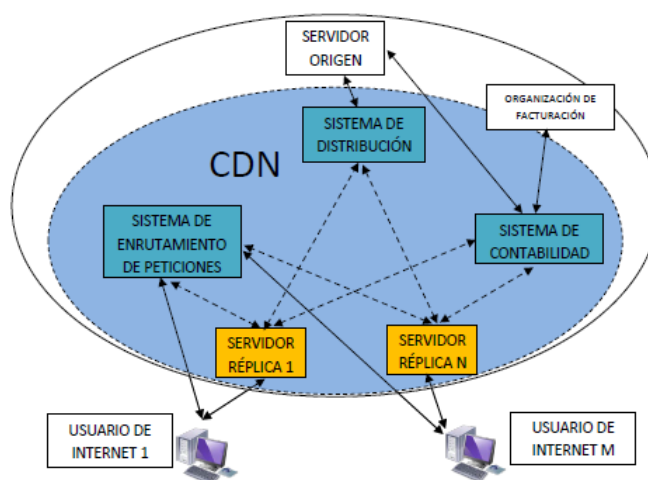 SERVIDOR
ORIGEN
ORGANIZACIÓN DE
FACTURACIÓN
SISTEMA DE
DISTRIBUCIÓN
CDN
SISTEMA DE
ENRUTAMIENTO
DE PETICIONES
SISTEMA DE
CONTABILIDAD
SERVIDOR
RÉPLICA 1
SERVIDOR
RÉPLICA N
USUARIO DE
INTERNET 1
USUARIO DE
INTERNET M